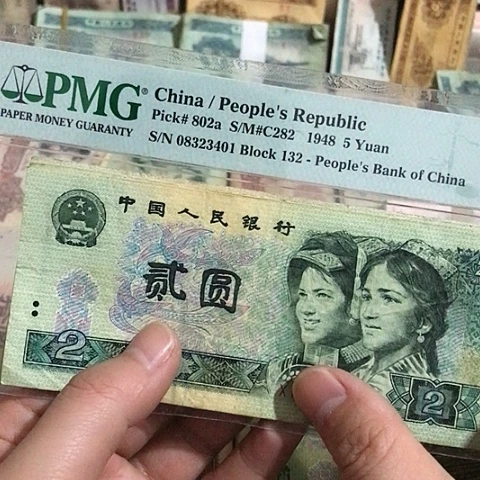 PMG®
PAPER MONEY GUARANTY
China / People's Republic
Pick# 802a S/M#C282 1948 5 Yuan
S/N 08323401 Block 132 - People's Bank of China
中国人民银行
贰圆
2
2